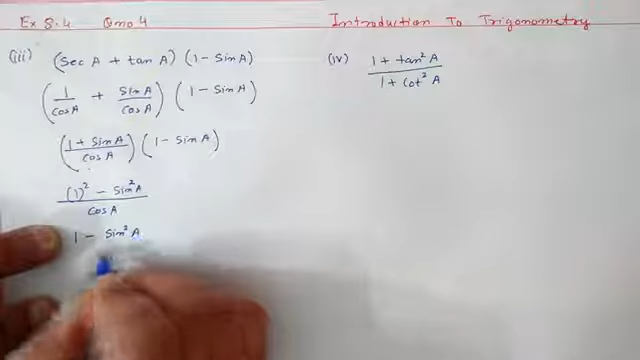 Ex 8.4 Qno 4 Introduction To Trigonometry
(iii) (Sec A + tan A) (1 - Sin A)
(1/Cos A + Sin A/Cos A) (1 - Sin A)
((1 + Sin A)/Cos A) (1 - Sin A)
((1)² - Sin² A)/Cos A
1 - Sin² A
(iv) (1 + tan² A)/(1 + Cot² A)